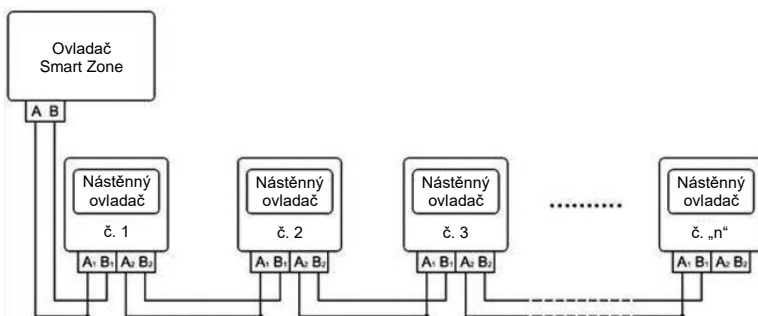 Ovladač
Smart Zone
A B
Nástěnný
ovladač
č. 1
A₁ B₁ A₂ B₂
Nástěnný
ovladač
č. 2
A₁ B₁ A₂ B₂
Nástěnný
ovladač
č. 3
A₁ B₁ A₂ B₂
Nástěnný
ovladač
č. „n“
A₁ B₁ A₂ B₂